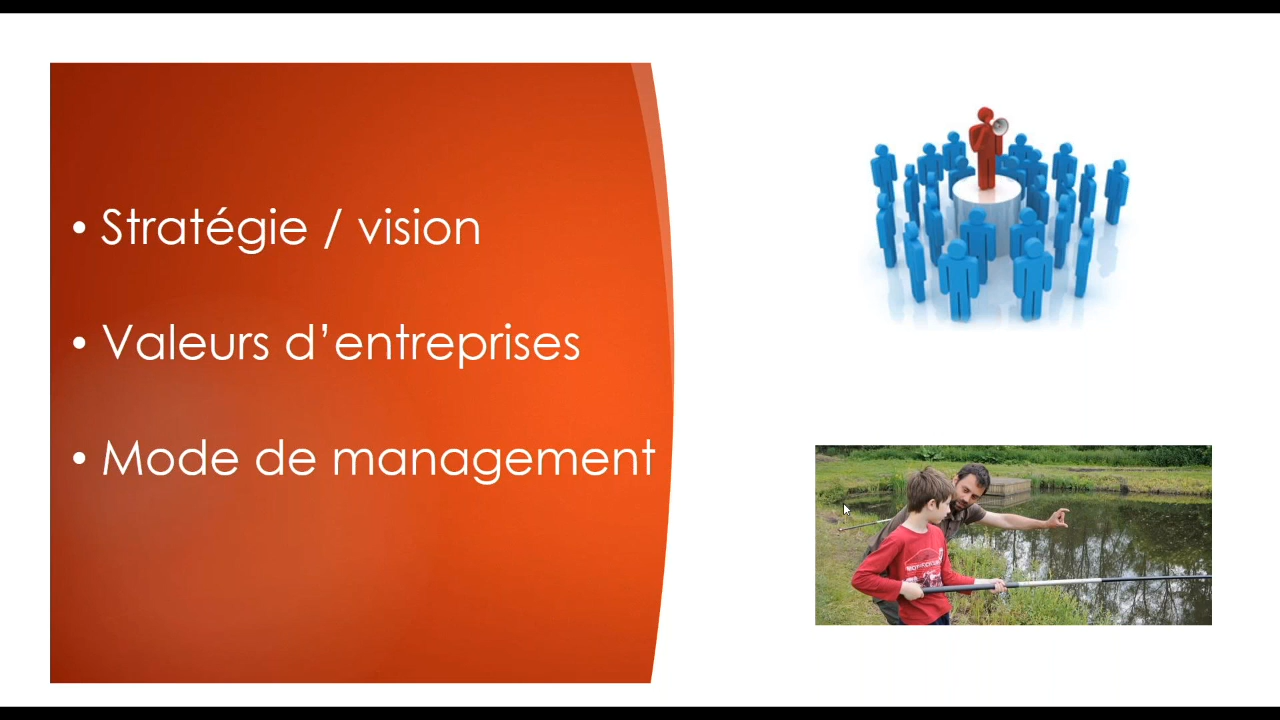 • Stratégie / vision
• Valeurs d’entreprises
• Mode de management